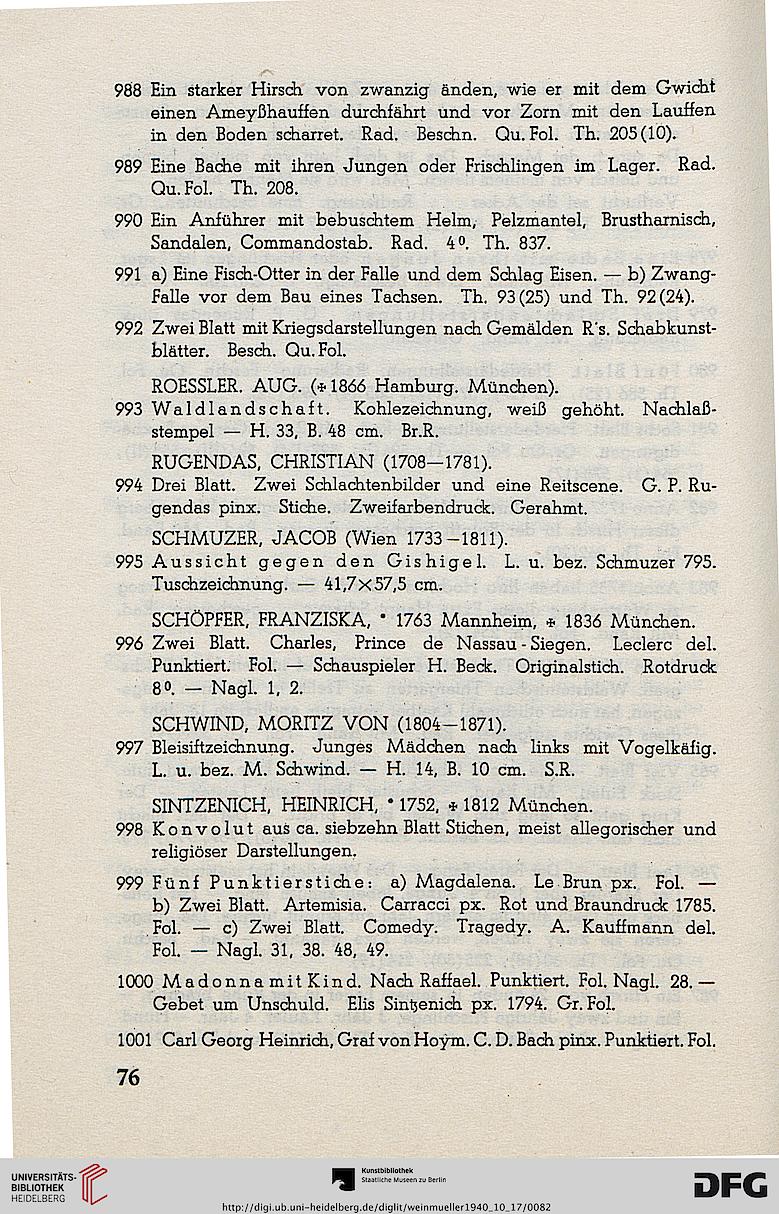 988 Ein starker Hirsch von zwanzig änden, wie er mit dem Gwicht
einen Ameyßhauffen durchfährt und vor Zorn mit den Lauffen
in den Boden scharret. Rad. Beschn. Qu. Fol. Th. 205 (10).
989 Eine Bache mit ihren Jungen oder Frischlingen im Lager. Rad.
Qu. Fol. Th. 208.
990 Ein Anführer mit bebuschtem Helm, Pelzmantel, Brustharnisch,
Sandalen, Commandostab. Rad. 4⁰. Th. 837.
991 a) Eine Fisch-Otter in der Falle und dem Schlag Eisen. — b) Zwang-
Falle vor dem Bau eines Tachsen. Th. 93 (25) und Th. 92 (24).
992 Zwei Blatt mit Kriegsdarstellungen nach Gemälden R's. Schabkunst-
blätter. Besch. Qu. Fol.
ROESSLER. AUG. (⚹ 1866 Hamburg. München).
993 Waldlandschaft. Kohlezeichnung, weiß gehöht. Nachlaß-
stempel — H. 33, B. 48 cm. Br.R.
RUGENDAS, CHRISTIAN (1708—1781).
994 Drei Blatt. Zwei Schlachtenbilder und eine Reitscene. G. P. Ru-
gendas pinx. Stiche. Zweifarbendruck. Gerahmt.
SCHMUZER, JACOB (Wien 1733—1811).
995 Aussicht gegen den Gishigel. L. u. bez. Schmuzer 795.
Tuschzeichnung. — 41,7×57,5 cm.
SCHÖPFER, FRANZISKA, * 1763 Mannheim, ⚹ 1836 München.
996 Zwei Blatt. Charles, Prince de Nassau-Siegen. Leclerc del.
Punktiert. Fol. — Schauspieler H. Beck. Originalstich. Rotdruck
8⁰. — Nagl. 1, 2.
SCHWIND, MORITZ VON (1804—1871).
997 Bleisiftzeichnung. Junges Mädchen nach links mit Vogelkäfig.
L. u. bez. M. Schwind. — H. 14, B. 10 cm. S.R.
SINTZENICH, HEINRICH, * 1752, ⚹ 1812 München.
998 Konvolut aus ca. siebzehn Blatt Stichen, meist allegorischer und
religiöser Darstellungen.
999 Fünf Punktierstiche: a) Magdalena. Le Brun px. Fol. —
b) Zwei Blatt. Artemisia. Carracci px. Rot und Braundruck 1785.
Fol. — c) Zwei Blatt. Comedy. Tragedy. A. Kauffmann del.
Fol. — Nagl. 31, 38. 48, 49.
1000 Madonna mit Kind. Nach Raffael. Punktiert. Fol. Nagl. 28. —
Gebet um Unschuld. Elis Sintzenich px. 1794. Gr. Fol.
1001 Carl Georg Heinrich, Graf von Hoym. C. D. Bach pinx. Punktiert. Fol.
76
UNIVERSITÄTS-
BIBLIOTHEK
HEIDELBERG
Kunstbibliothek
Staatliche Museen zu Berlin
DFG
http://digi.ub.uni-heidelberg.de/diglit/weinmueller1940_10_17/0082